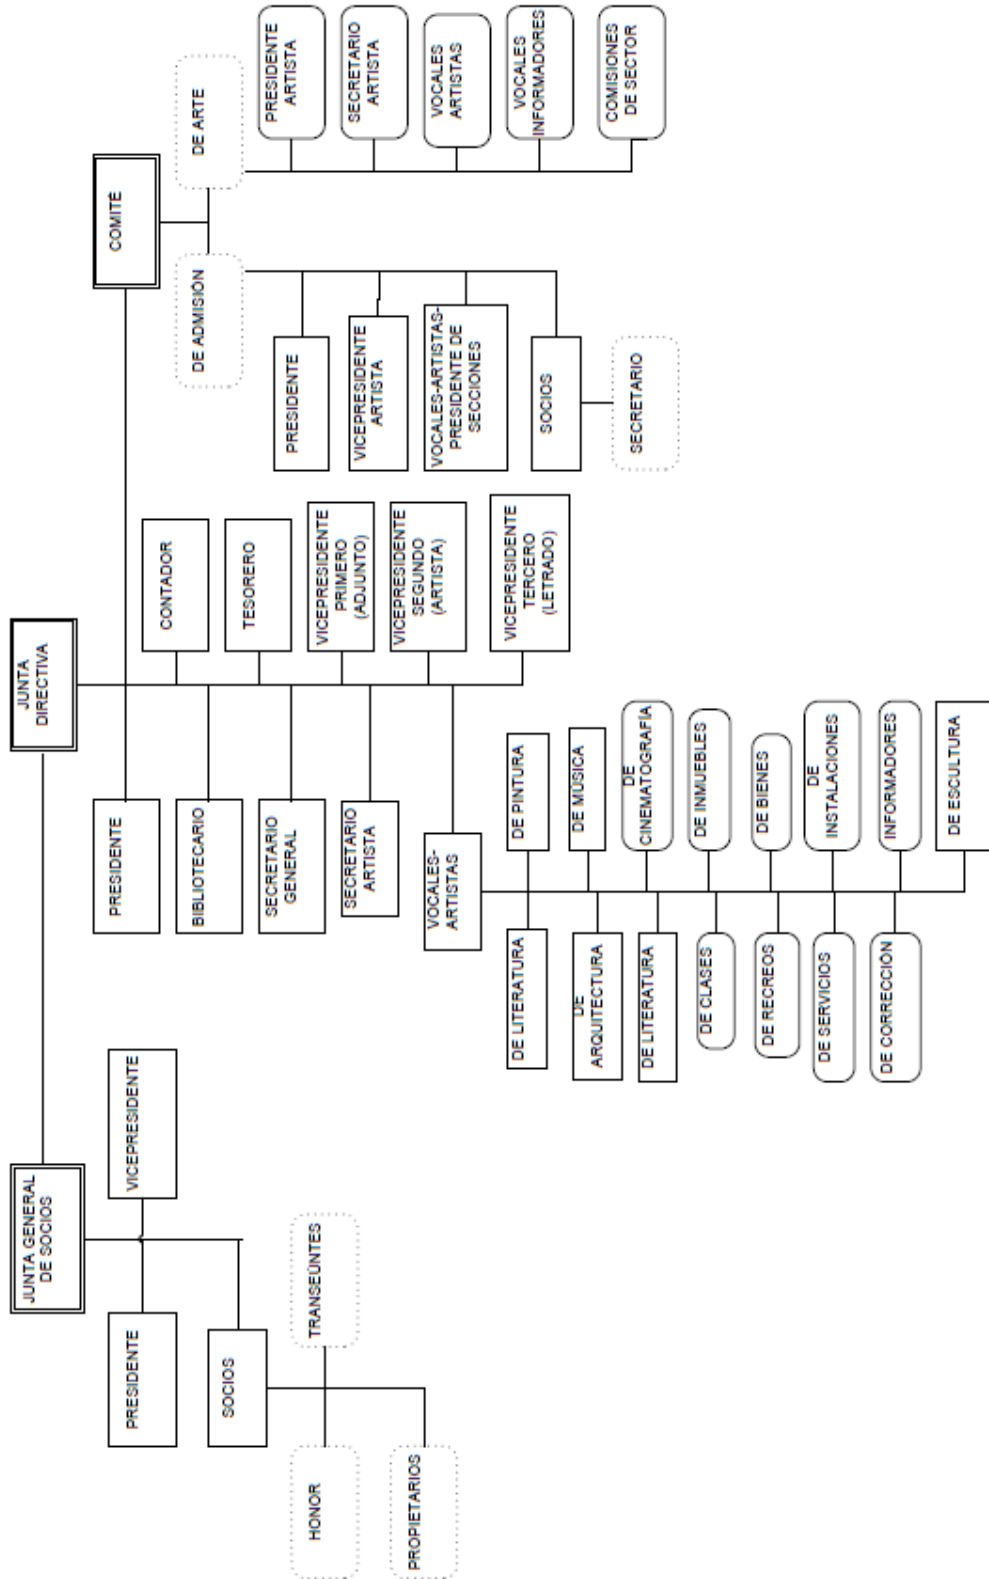 JUNTA GENERAL
DE SOCIOS
PRESIDENTE
VICEPRESIDENTE
SOCIOS
HONOR
TRANSEÚNTES
PROPIETARIOS
JUNTA
DIRECTIVA
PRESIDENTE
CONTADOR
BIBLIOTECARIO
TESORERO
SECRETARIO
GENERAL
VICEPRESIDENTE
PRIMERO
(ADJUNTO)
SECRETARIO
ARTISTA
VICEPRESIDENTE
SEGUNDO
(ARTISTA)
VOCALES-
ARTISTAS
VICEPRESIDENTE
TERCERO
(LETRADO)
DE LITERATURA
DE PINTURA
DE
ARQUITECTURA
DE MÚSICA
DE LITERATURA
DE
CINEMATOGRAFÍA
DE CLASES
DE INMUEBLES
DE RECREOS
DE BIENES
DE SERVICIOS
DE
INSTALACIONES
DE CORRECCIÓN
INFORMADORES
DE ESCULTURA
COMITÉ
DE ADMISIÓN
DE ARTE
PRESIDENTE
VICEPRESIDENTE
ARTISTA
VOCALES-ARTISTAS-
PRESIDENTE DE
SECCIONES
SOCIOS
SECRETARIO
PRESIDENTE
ARTISTA
SECRETARIO
ARTISTA
VOCALES
ARTISTAS
VOCALES
INFORMADORES
COMISIONES
DE SECTOR